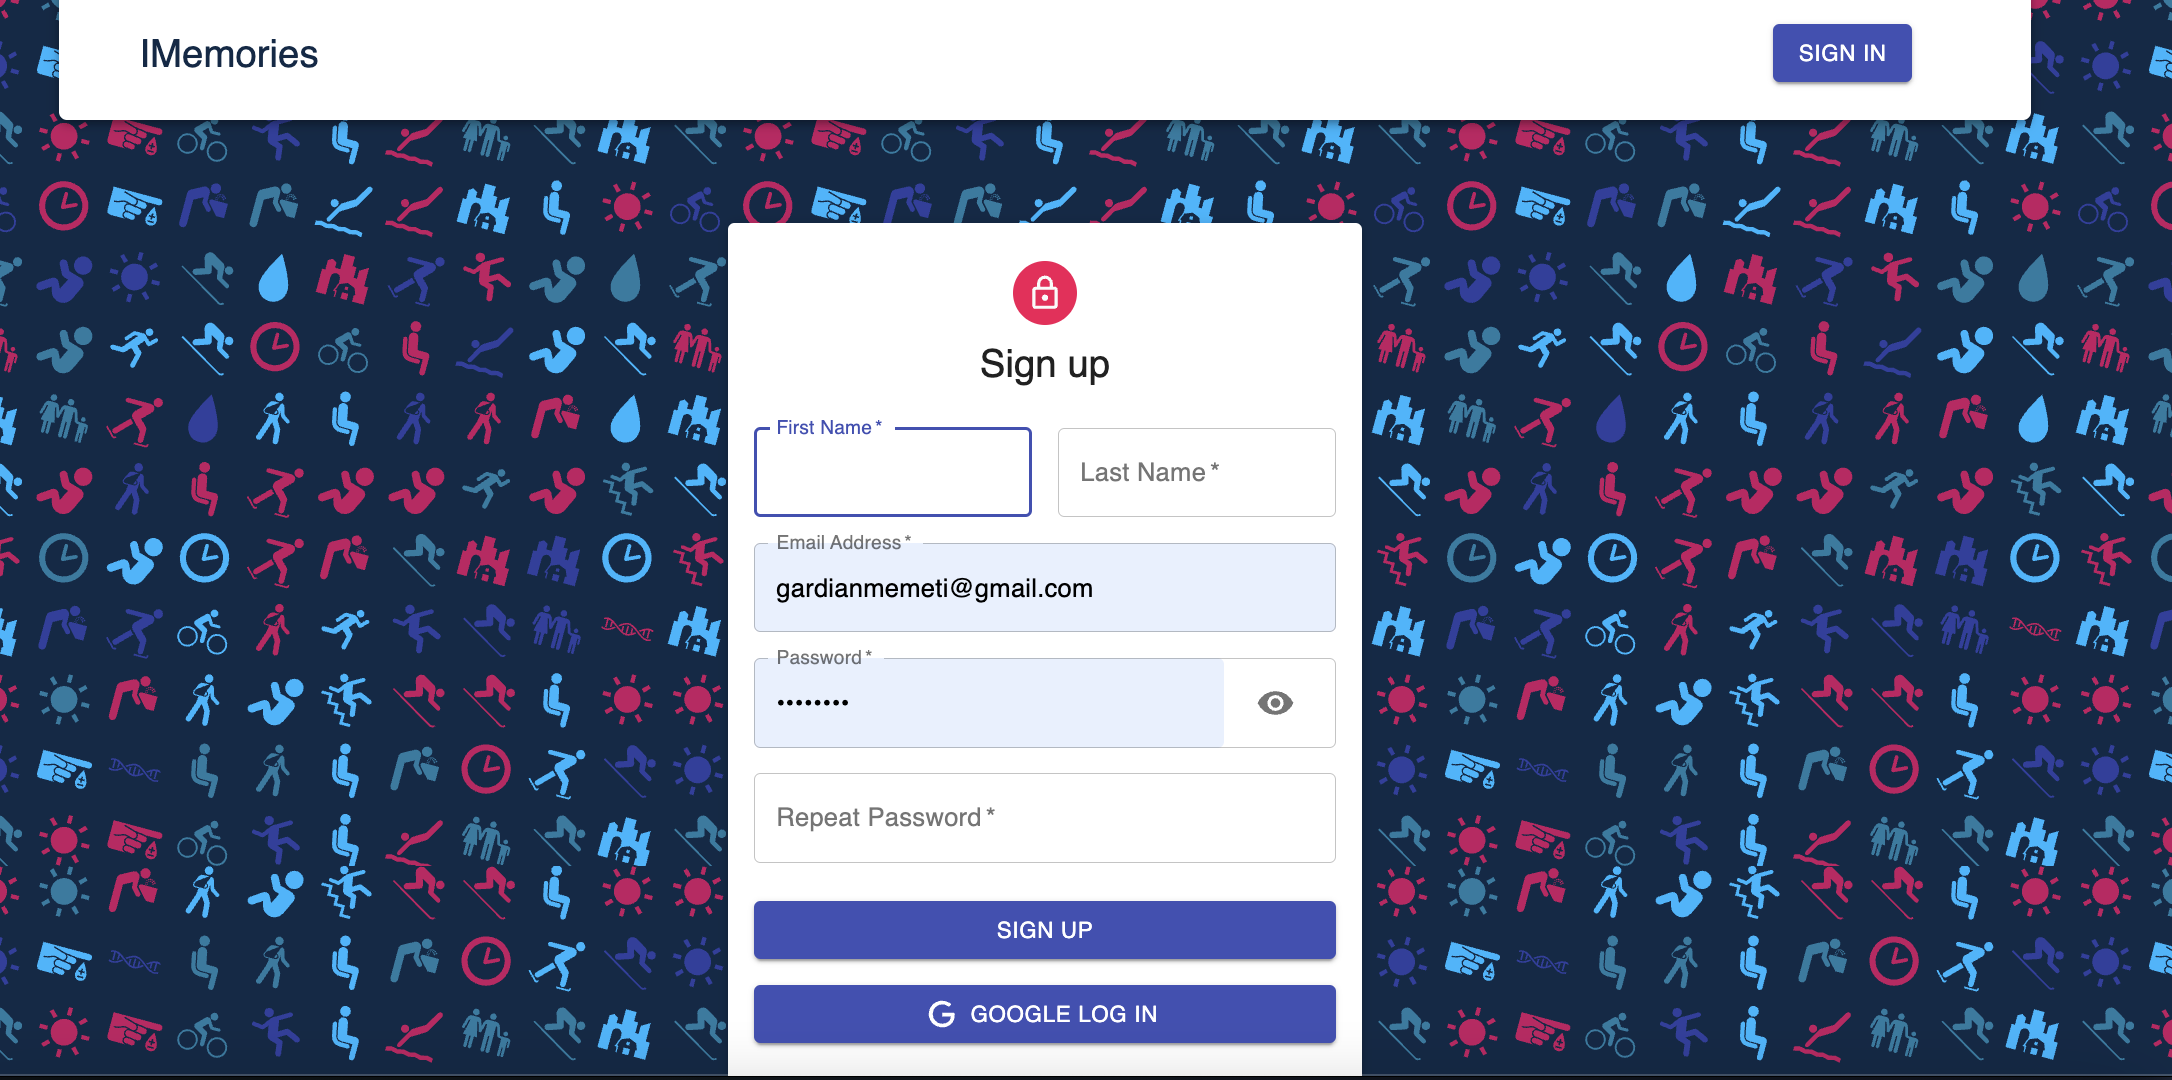 IMemories
SIGN IN
Sign up
First Name *
Last Name *
Email Address *
gardianmemeti@gmail.com
Password *
••••••••
Repeat Password *
SIGN UP
G GOOGLE LOG IN